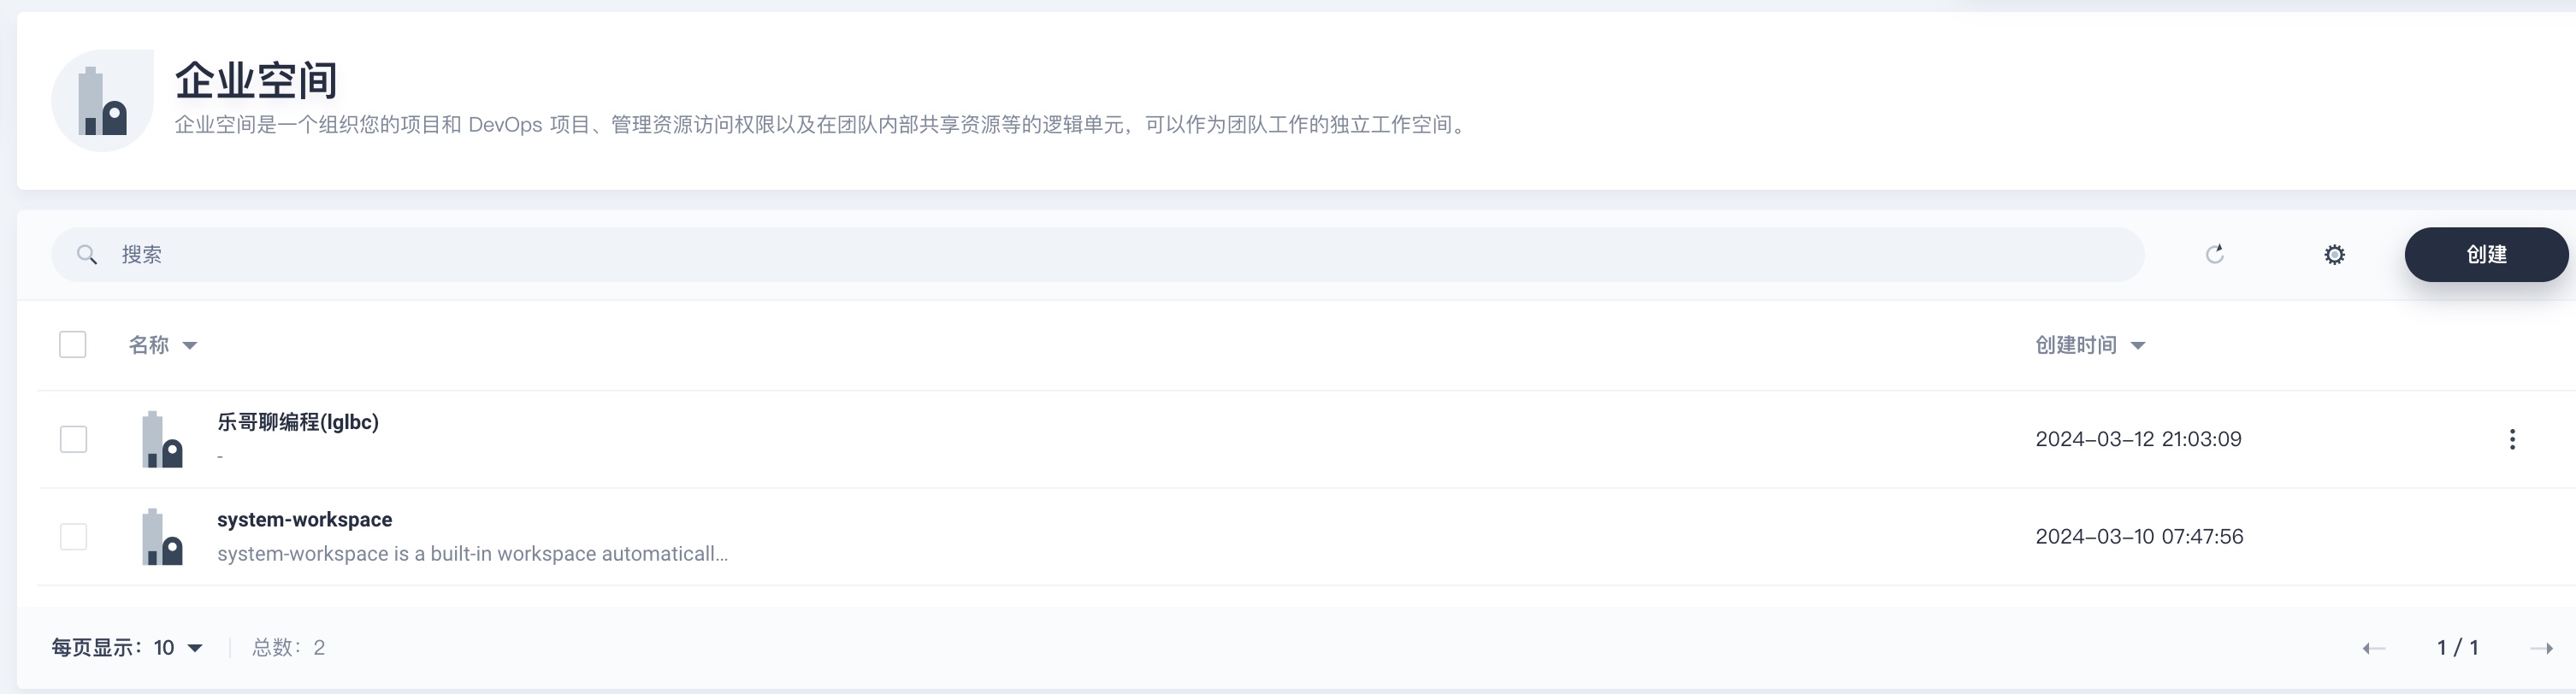 企业空间
企业空间是一个组织您的项目和 DevOps 项目、管理资源访问权限以及在团队内部共享资源等的逻辑单元，可以作为团队工作的独立工作空间。
搜索
创建
名称 创建时间
乐哥聊编程(lglbc)
-
2024-03-12 21:03:09
system-workspace
system-workspace is a built-in workspace automaticall...
2024-03-10 07:47:56
每页显示：10 总数：2 1 / 1